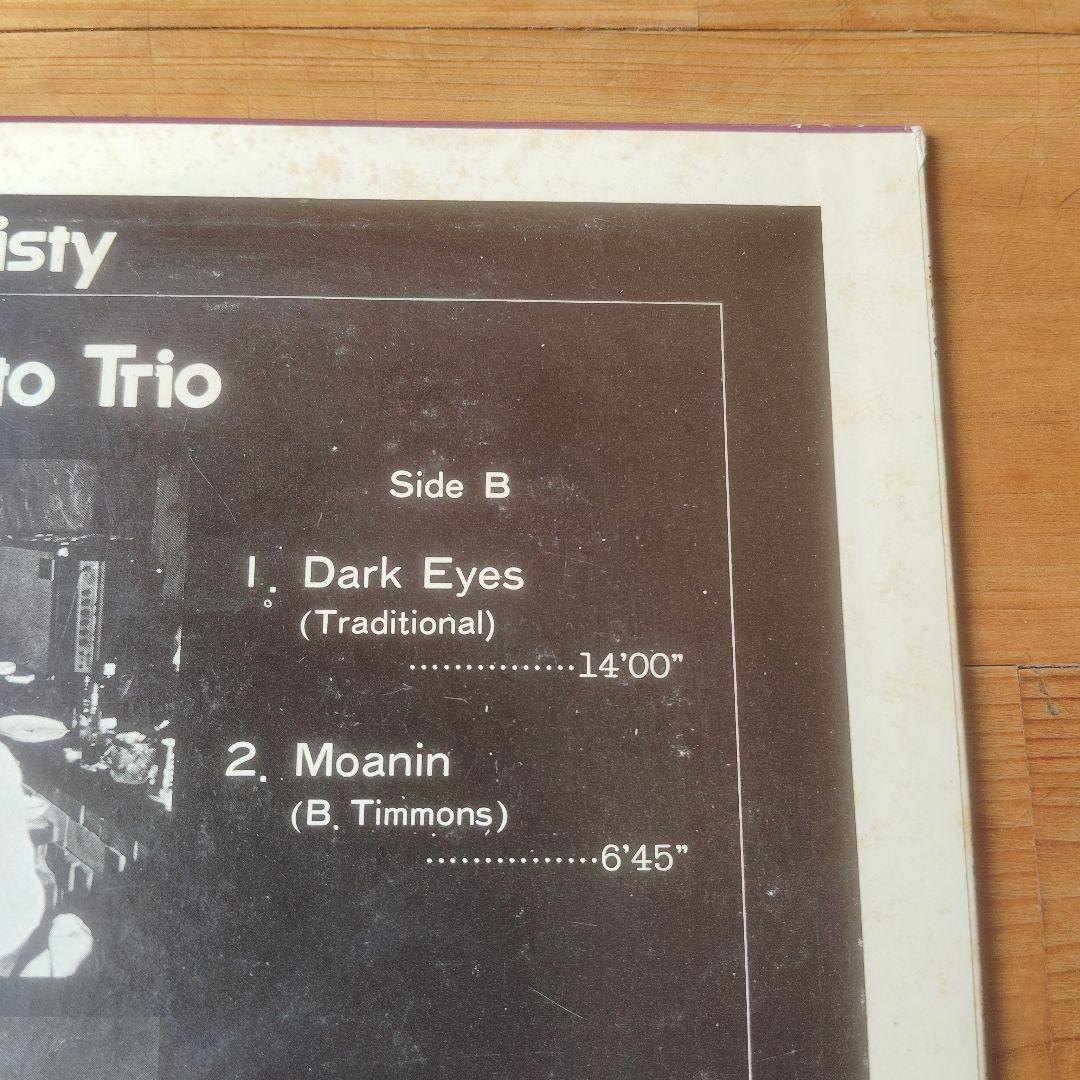 isty
to Trio
Side B
1. Dark Eyes
(Traditional)
···············14'00"
2. Moanin
(B. Timmons)
···············6'45"